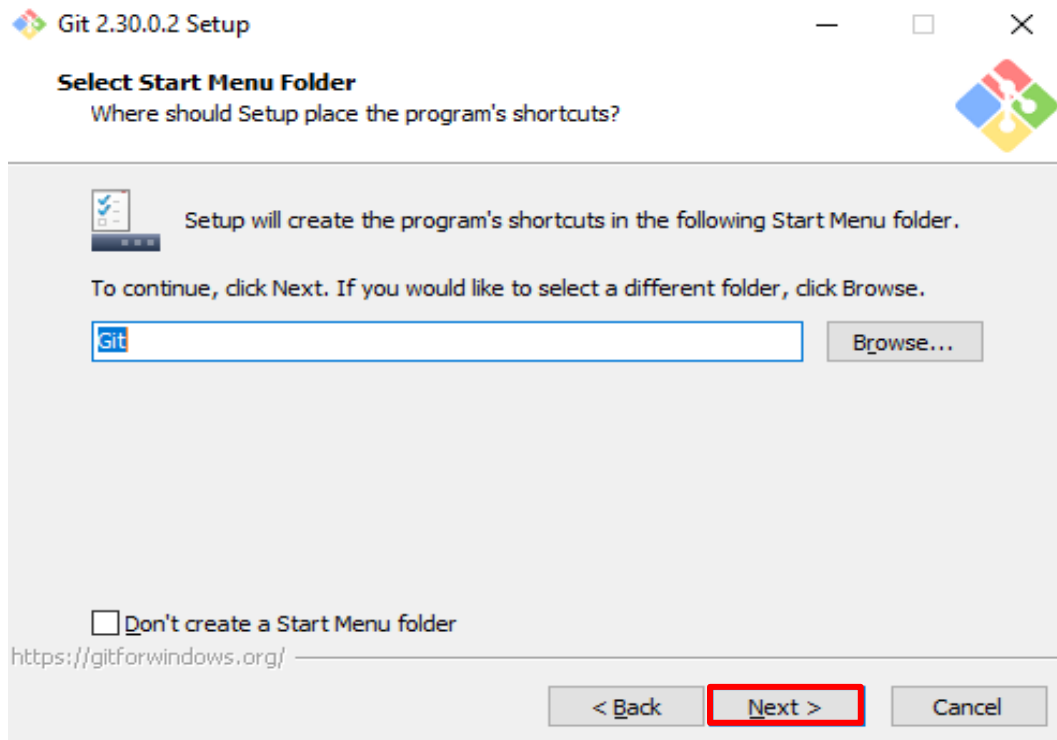 Git 2.30.0.2 Setup
Select Start Menu Folder
Where should Setup place the program's shortcuts?
Setup will create the program's shortcuts in the following Start Menu folder.
To continue, click Next. If you would like to select a different folder, click Browse.
Git
Browse...
Don't create a Start Menu folder
https://gitforwindows.org/
< Back
Next >
Cancel